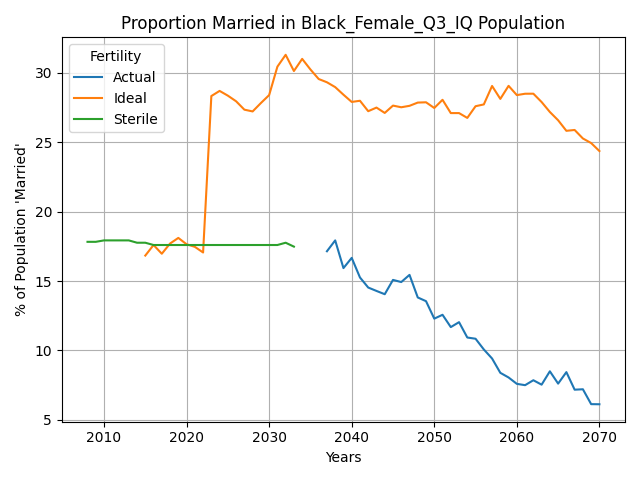 Proportion Married in Black_Female_Q3_IQ Population
% of Population 'Married'
Fertility
Actual
Ideal
Sterile
30
25
20
15
10
5
2010 2020 2030 2040 2050 2060 2070
Years